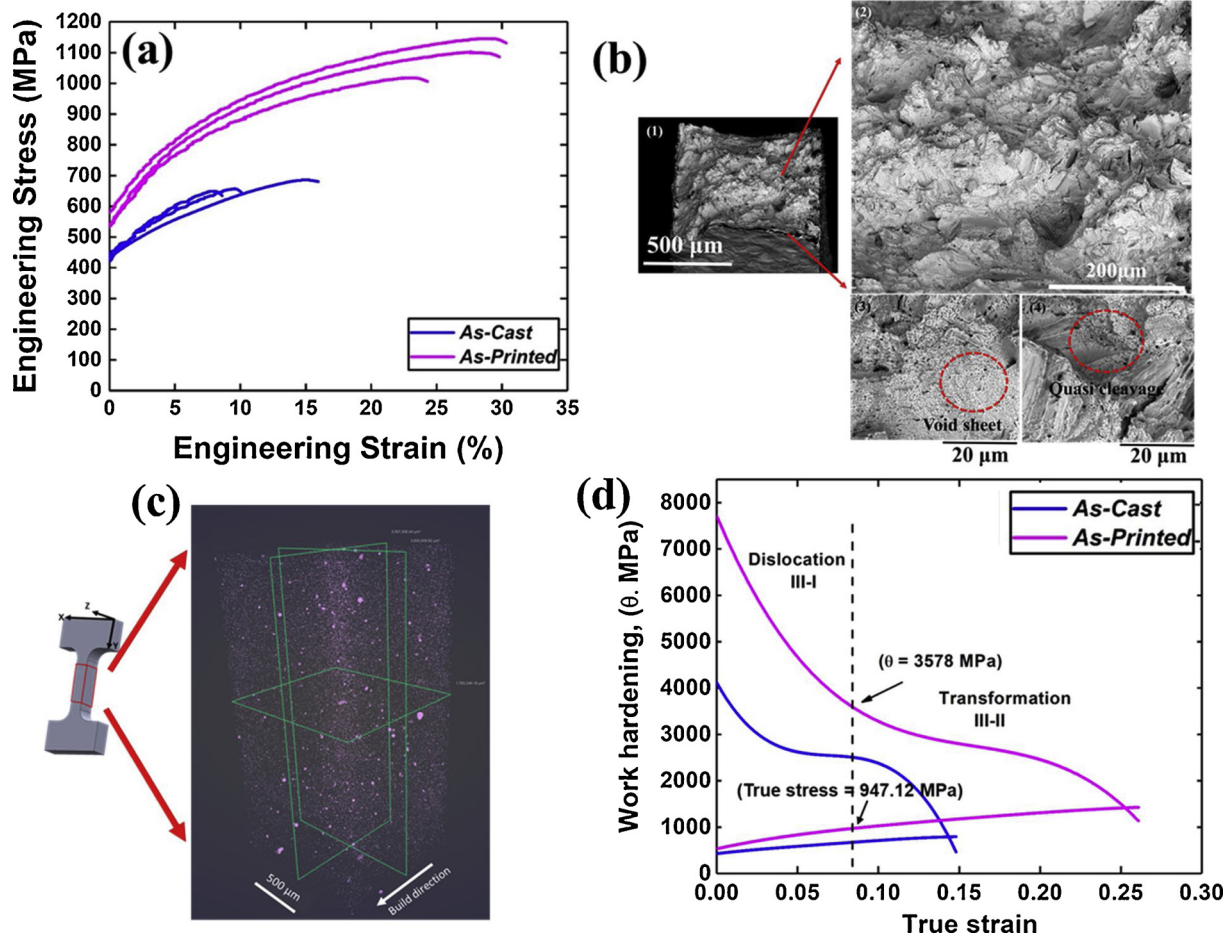 (a)
1200
1100
1000
900
800
700
600
500
400
300
200
100
0
Engineering Stress (MPa)
As-Cast
As-Printed
0
5
10
15
20
25
30
35
Engineering Strain (%)
(b)
(1)
500 µm
(2)
200µm
(3)
Void sheet
20 µm
(4)
Quasi cleavage
20 µm
(c)
X
Z
Y
500 µm
Build direction
(d)
8000
7000
6000
5000
4000
3000
2000
1000
0
Work hardening, (θ. MPa)
As-Cast
As-Printed
Dislocation
III-I
(θ = 3578 MPa)
Transformation
III-II
(True stress = 947.12 MPa)
0.00
0.05
0.10
0.15
0.20
0.25
0.30
True strain